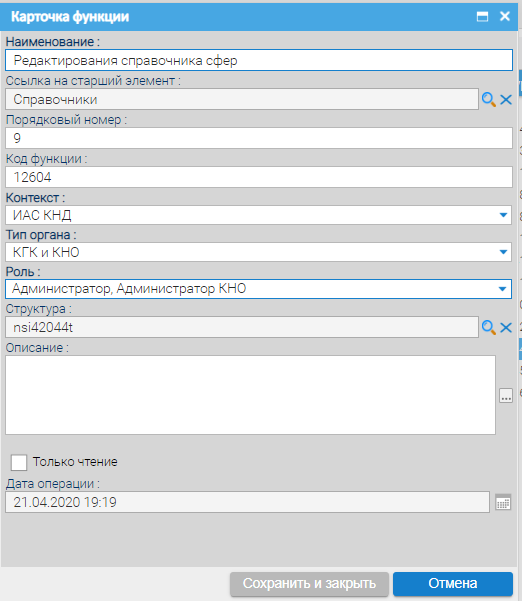 Карточка функции
Наименование :
Редактирования справочника сфер
Ссылка на старший элемент :
Справочники
Порядковый номер :
9
Код функции :
12604
Контекст :
ИАС КНД
Тип органа :
КГК и КНО
Роль :
Администратор, Администратор КНО
Структура :
nsi42044t
Описание :
...
Только чтение
Дата операции :
21.04.2020 19:19
Сохранить и закрыть
Отмена